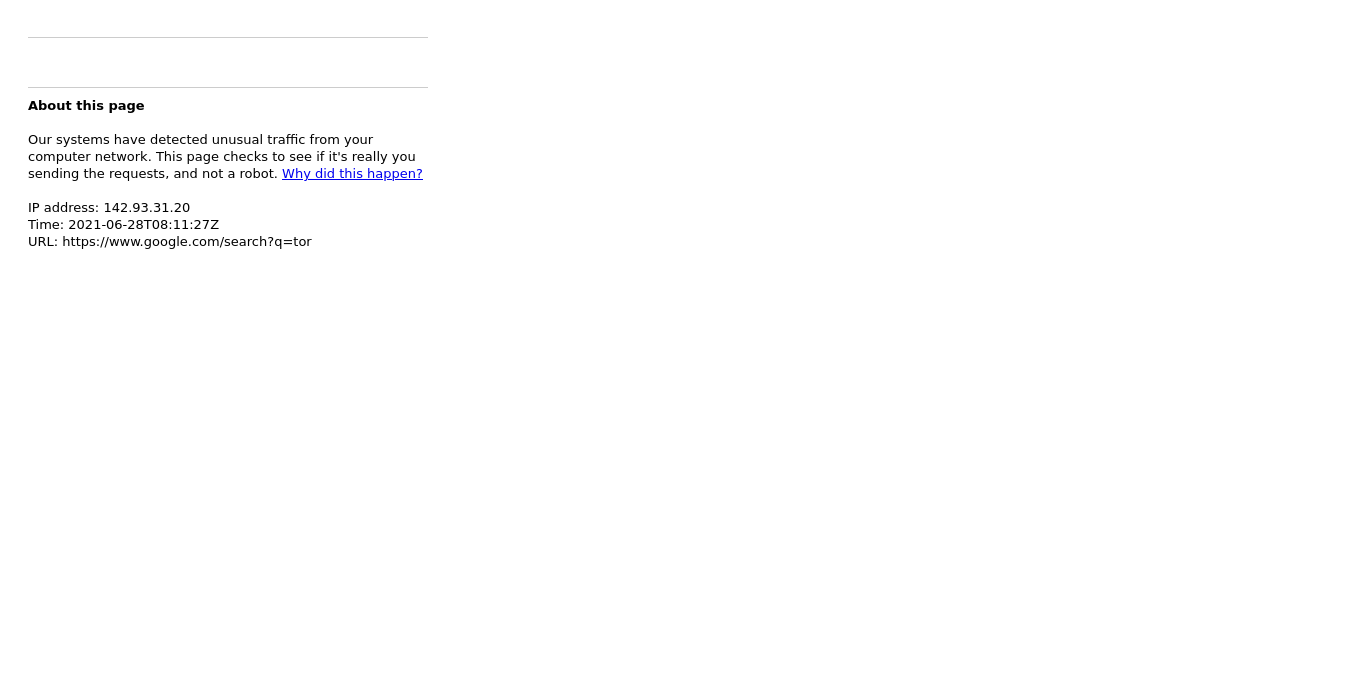 About this page
Our systems have detected unusual traffic from your
computer network. This page checks to see if it's really you
sending the requests, and not a robot. Why did this happen?
IP address: 142.93.31.20
Time: 2021-06-28T08:11:27Z
URL: https://www.google.com/search?q=tor